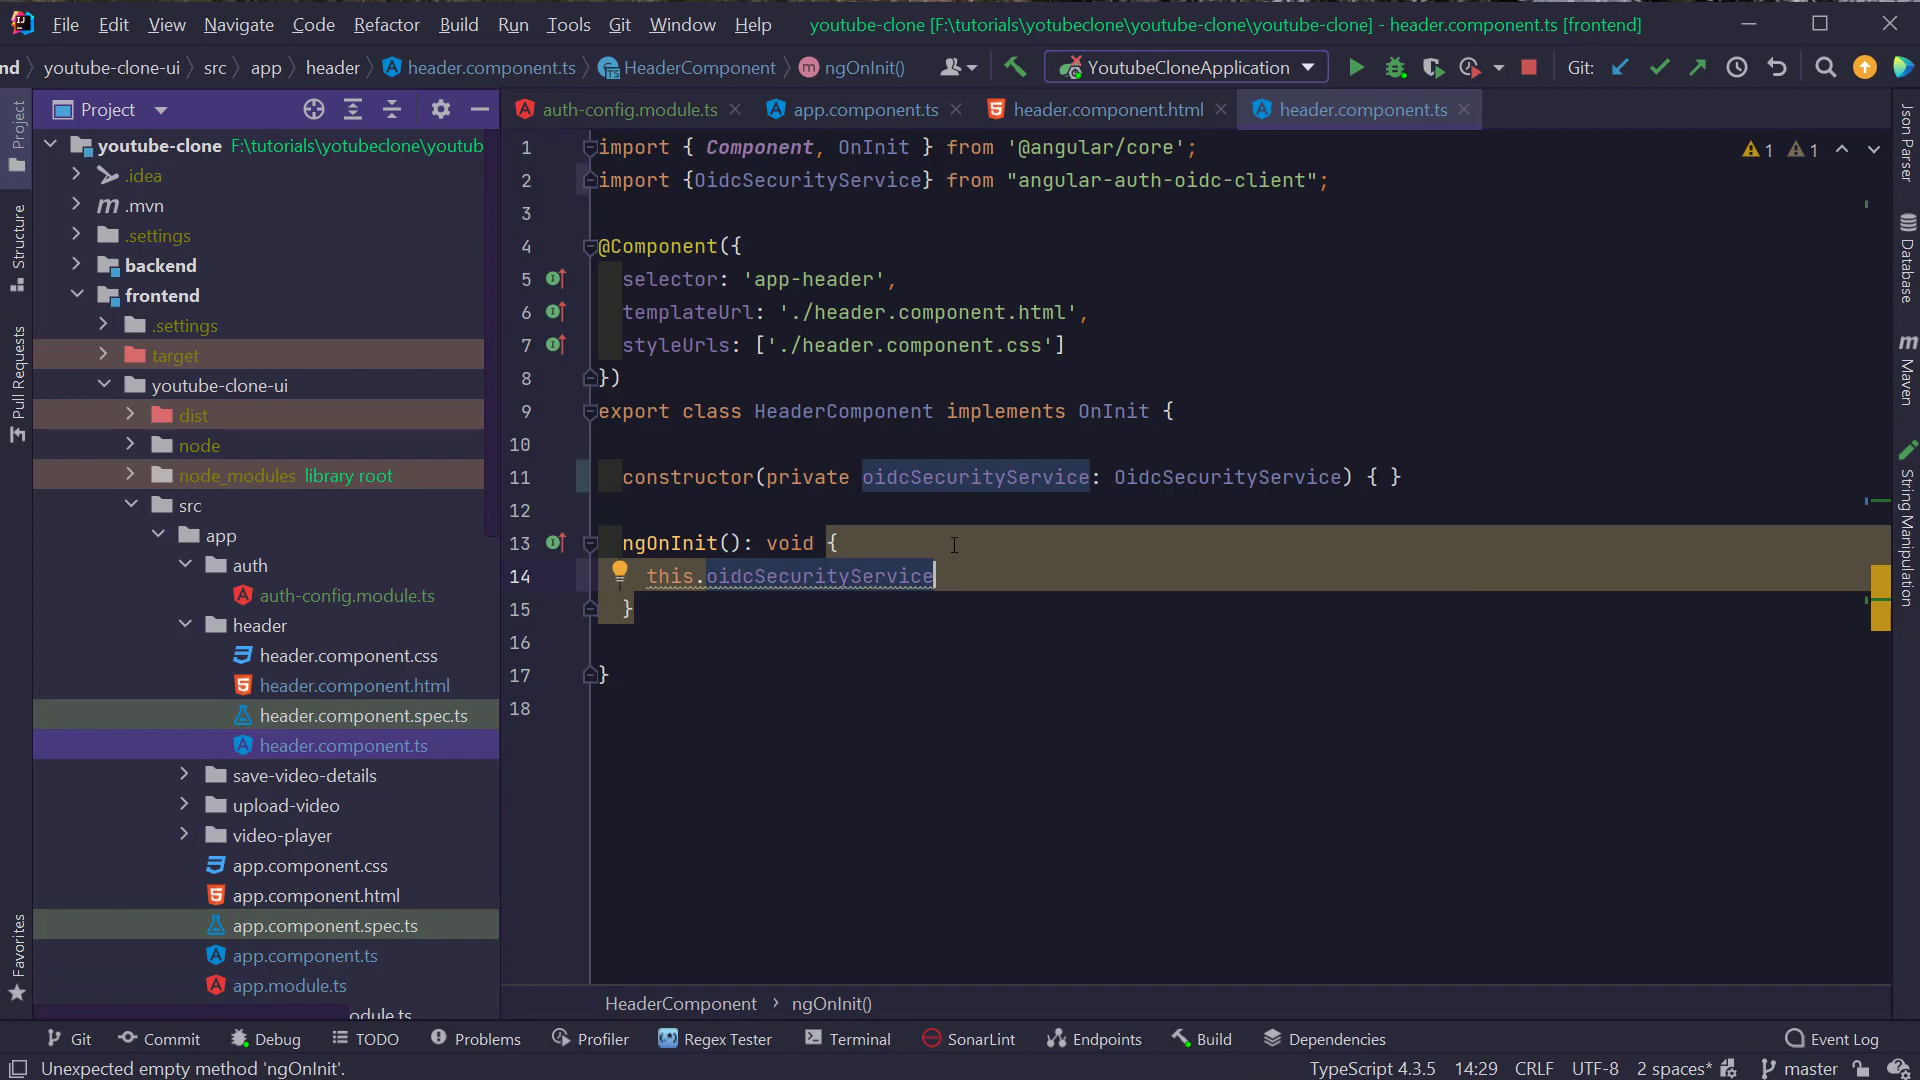 File Edit View Navigate Code Refactor Build Run Tools Git Window Help youtube-clone [F:\tutorials\yotubeclone\youtube-clone\youtube-clone] - header.component.ts [frontend]
nd youtube-clone-ui src app header header.component.ts HeaderComponent ngOnInit() YoutubeCloneApplication Git:
Project
auth-config.module.ts app.component.ts header.component.html header.component.ts
youtube-clone F:\tutorials\yotubeclone\youtub
.idea
.mvn
.settings
backend
frontend
.settings
target
youtube-clone-ui
dist
node
node_modules library root
src
app
auth
auth-config.module.ts
header
header.component.css
header.component.html
header.component.spec.ts
header.component.ts
save-video-details
upload-video
video-player
app.component.css
app.component.html
app.component.spec.ts
app.component.ts
app.module.ts
odule.ts
1 import { Component, OnInit } from '@angular/core';
2 import {OidcSecurityService} from "angular-auth-oidc-client";
3
4 @Component({
5 selector: 'app-header',
6 templateUrl: './header.component.html',
7 styleUrls: ['./header.component.css']
8 })
9 export class HeaderComponent implements OnInit {
10
11 constructor(private oidcSecurityService: OidcSecurityService) { }
12
13 ngOnInit(): void {
14 this.oidcSecurityService
15 }
16
17 }
18
1 1
HeaderComponent ngOnInit()
Project
Structure
Pull Requests
Favorites
Json Parser
Database
Maven
String Manipulation
Git Commit Debug TODO Problems Profiler Regex Tester Terminal SonarLint Endpoints Build Dependencies Event Log
Unexpected empty method 'ngOnInit'. TypeScript 4.3.5 14:29 CRLF UTF-8 2 spaces* master